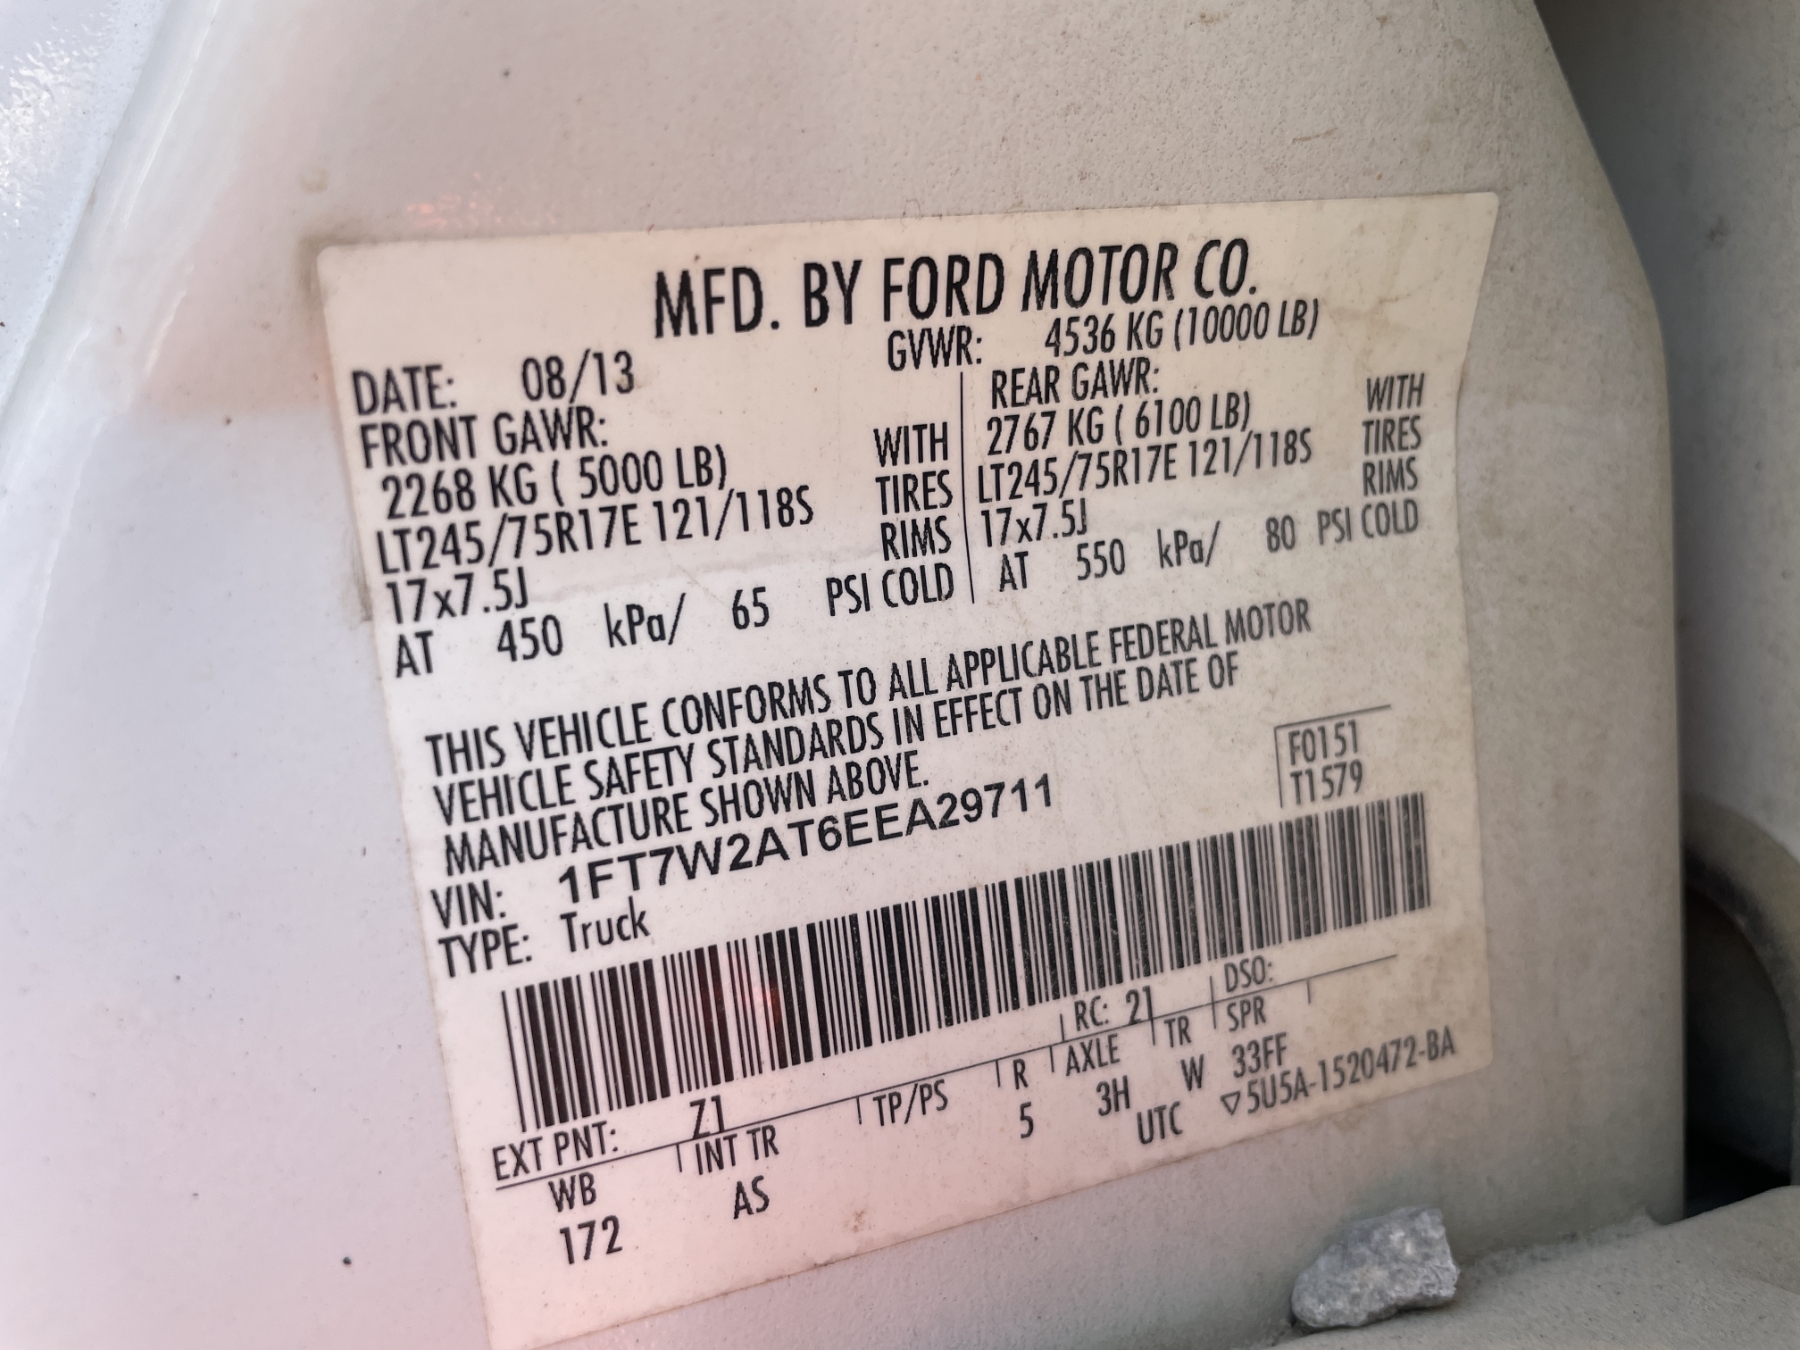 MFD. BY FORD MOTOR CO.
DATE: 08/13 GVWR: 4536 KG (10000 LB)
FRONT GAWR: REAR GAWR:
2268 KG ( 5000 LB) WITH 2767 KG ( 6100 LB) WITH
LT245/75R17E 121/118S TIRES LT245/75R17E 121/118S TIRES
17x7.5J RIMS 17x7.5J RIMS
AT 450 kPa/ 65 PSI COLD AT 550 kPa/ 80 PSI COLD
THIS VEHICLE CONFORMS TO ALL APPLICABLE FEDERAL MOTOR
VEHICLE SAFETY STANDARDS IN EFFECT ON THE DATE OF
MANUFACTURE SHOWN ABOVE.
F0151
T1579
VIN: 1FT7W2AT6EEA29711
TYPE: Truck
EXT PNT: Z1 RC: 21 DSO:
WB INT TR TP/PS R AXLE TR SPR
172 AS 5 3H W 33FF
UTC ▽5U5A-1520472-BA